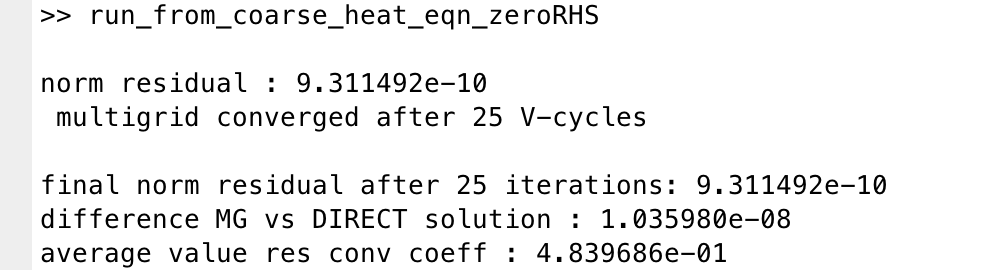 >> run_from_coarse_heat_eqn_zeroRHS
norm residual : 9.311492e-10
multigrid converged after 25 V-cycles
final norm residual after 25 iterations: 9.311492e-10
difference MG vs DIRECT solution : 1.035980e-08
average value res conv coeff : 4.839686e-01